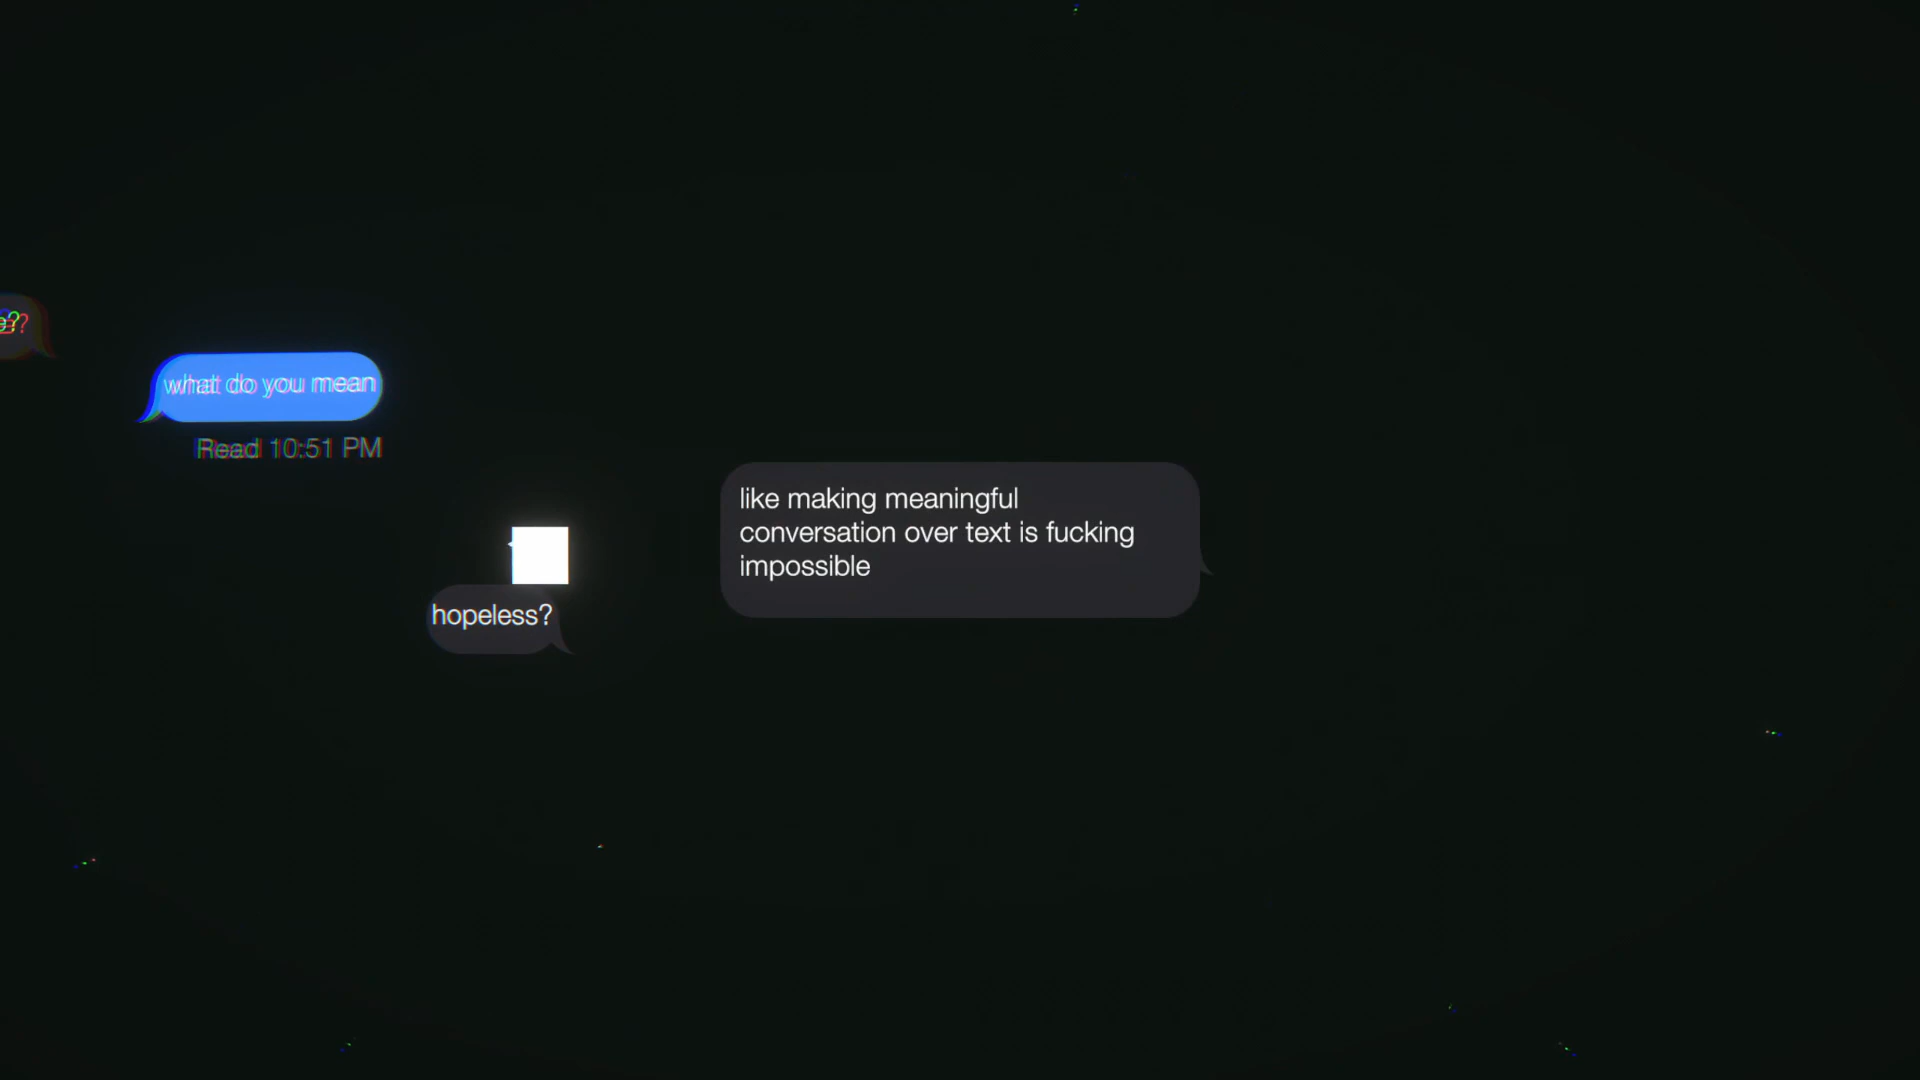 what do you mean
Read 10:51 PM
hopeless?
like making meaningful
conversation over text is fucking
impossible